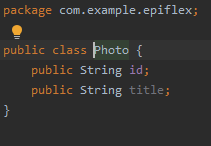 package com.example.epiflex;
public class Photo {
    public String id;
    public String title;
}